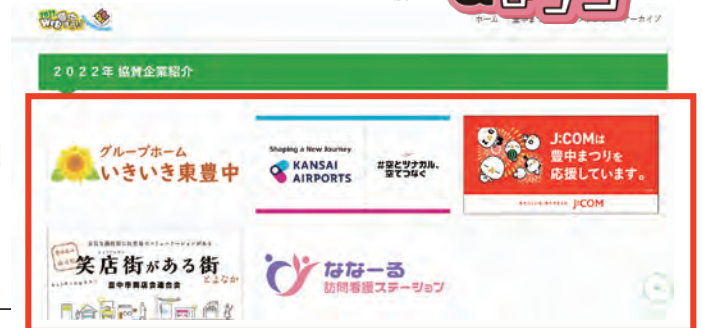 ホーム
2022年 協賛企業紹介
グループホーム
いきいき東豊中
Shaping a New Journey
KANSAI
AIRPORTS
#空とツナガル、
空でつなぐ
J:COMは
豊中まつりを
応援しています。
J:COM
笑店街がある街
とよなか
豊中市商店会連合会
ななーる
訪問看護ステーション